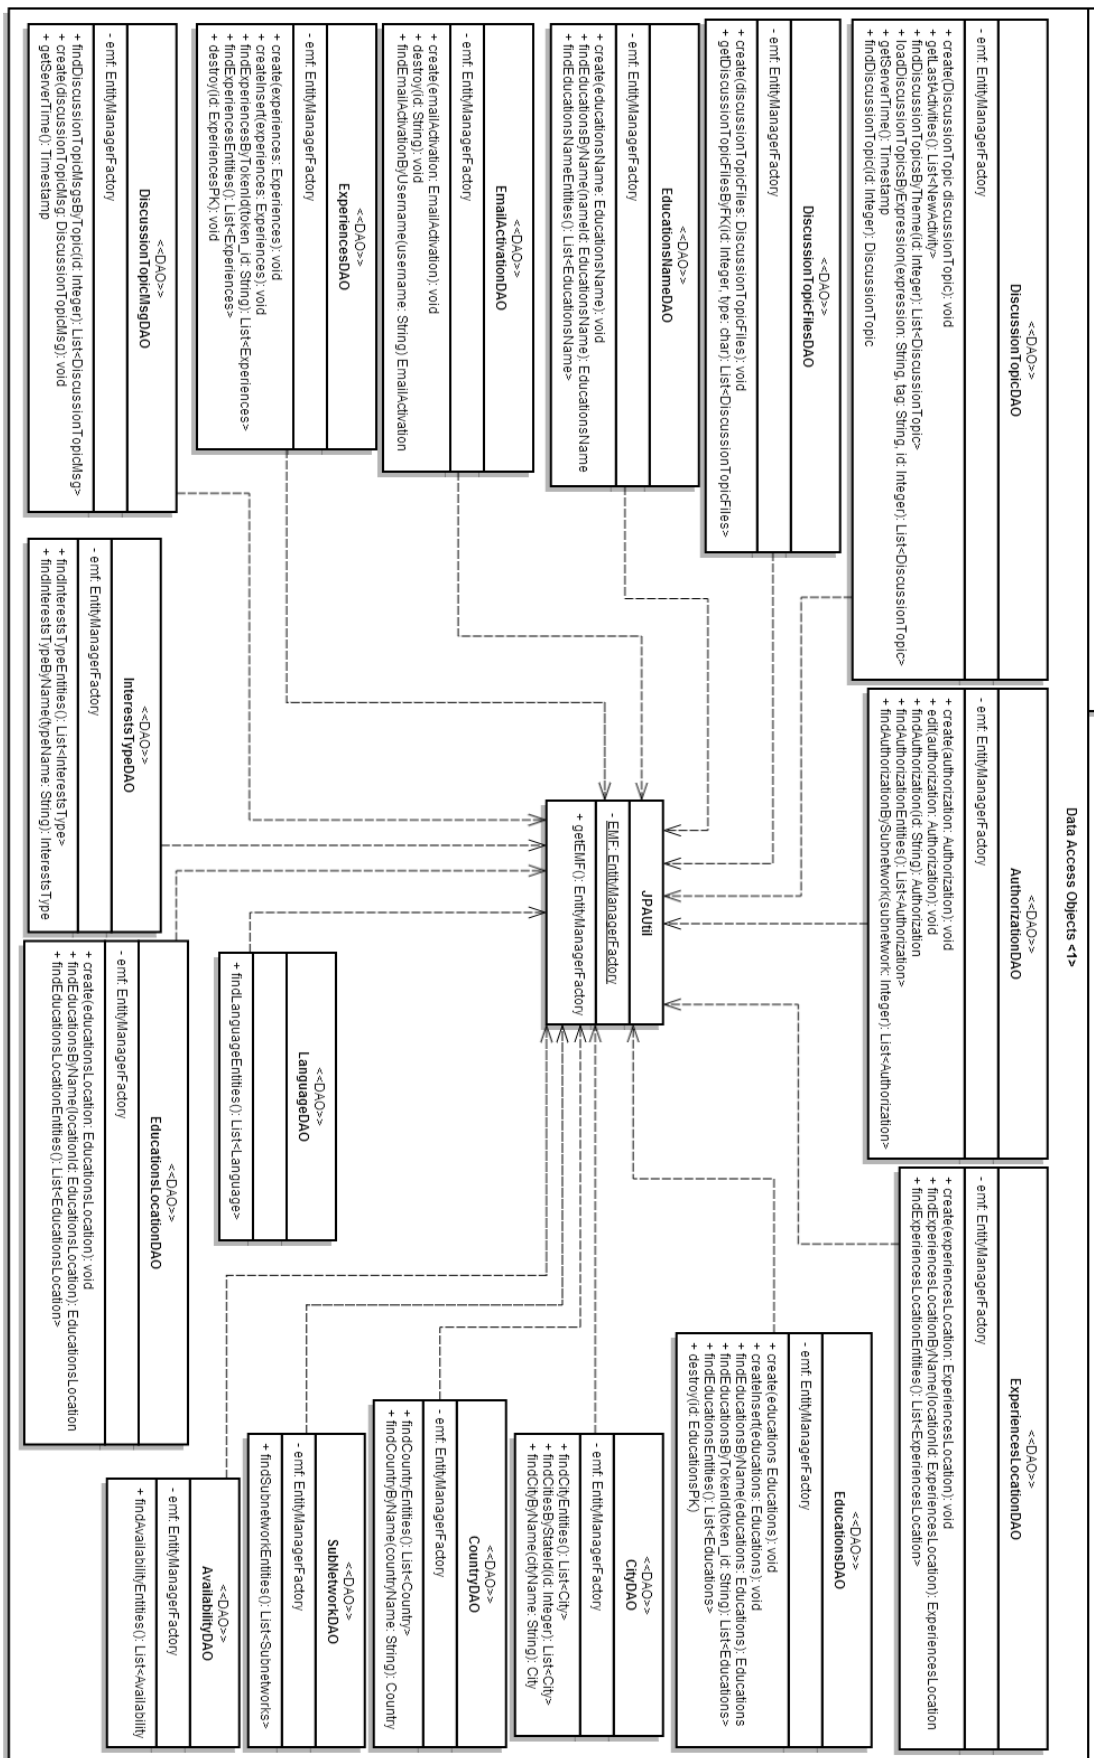 Data Access Objects <1>
<<DAO>>
DiscussionTopicDAO
- emf: EntityManagerFactory
+ create(DiscussionTopic discussionTopic): void
+ getLastActivities(): List<NewActivity>
+ findDiscussionTopicsByTheme(id: Integer): List<DiscussionTopic>
+ loadDiscussionTopicsByExpression(expression: String, tag: String, id: Integer): List<DiscussionTopic>
+ getServerTime(): Timestamp
+ findDiscussionTopic(id: Integer): DiscussionTopic
<<DAO>>
AuthorizationDAO
- emf: EntityManagerFactory
+ create(authorization: Authorization): void
+ edit(authorization: Authorization): void
+ findAuthorization(id: String): Authorization
+ findAuthorizationEntities(): List<Authorization>
+ findAuthorizationBySubnetwork(subnetwork: Integer): List<Authorization>
<<DAO>>
ExperiencesLocationDAO
- emf: EntityManagerFactory
+ create(experiencesLocation: ExperiencesLocation): void
+ findExperiencesLocationByName(locationId: ExperiencesLocation): ExperiencesLocation
+ findExperiencesLocationEntities(): List<ExperiencesLocation>
<<DAO>>
DiscussionTopicFilesDAO
- emf: EntityManagerFactory
+ create(discussionTopicFiles: DiscussionTopicFiles): void
+ getDiscussionTopicFilesByFK(id: Integer, type: char): List<DiscussionTopicFiles>
<<DAO>>
EducationsDAO
- emf: EntityManagerFactory
+ create(educations Educations): void
+ createInsert(educations: Educations): void
+ findEducationsByName(educations: Educations): Educations
+ findEducationsByTokenId(token_id: String): List<Educations>
+ findEducationsEntities(): List<Educations>
+ destroy(id: EducationsPK)
<<DAO>>
EducationsNameDAO
- emf: EntityManagerFactory
+ create(educationsName: EducationsName): void
+ findEducationsByName(nameId: EducationsName): EducationsName
+ findEducationsNameEntities(): List<EducationsName>
JPAUtil
- EMF: EntityManagerFactory
+ getEMF(): EntityManagerFactory
<<DAO>>
CityDAO
- emf: EntityManagerFactory
+ findCityEntities(): List<City>
+ findCitiesByStateId(id: Integer): List<City>
+ findCityByName(cityName: String): City
<<DAO>>
EmailActivationDAO
- emf: EntityManagerFactory
+ create(emailActivation: EmailActivation): void
+ destroy(id: String): void
+ findEmailActivationByUsername(username: String) EmailActivation
<<DAO>>
CountryDAO
- emf: EntityManagerFactory
+ findCountryEntities(): List<Country>
+ findCountryByName(countryName: String): Country
<<DAO>>
ExperiencesDAO
- emf: EntityManagerFactory
+ create(experiences: Experiences): void
+ createInsert(experiences: Experiences): void
+ findExperiencesByTokenId(token_id: String): List<Experiences>
+ findExperiencesEntities(): List<Experiences>
+ destroy(id: ExperiencesPK): void
<<DAO>>
LanguageDAO
+ findLanguageEntities(): List<Language>
<<DAO>>
SubNetworkDAO
- emf: EntityManagerFactory
+ findSubnetworkEntities(): List<Subnetworks>
<<DAO>>
DiscussionTopicMsgDAO
- emf: EntityManagerFactory
+ findDiscussionTopicMsgsByTopic(id: Integer): List<DiscussionTopicMsg>
+ create(discussionTopicMsg: DiscussionTopicMsg): void
+ getServerTime(): Timestamp
<<DAO>>
InterestsTypeDAO
- emf: EntityManagerFactory
+ findInterestsTypeEntities(): List<InterestsType>
+ findInterestsTypeByName(typeName: String): InterestsType
<<DAO>>
EducationsLocationDAO
- emf: EntityManagerFactory
+ create(educationsLocation: EducationsLocation): void
+ findEducationsByName(locationId: EducationsLocation): EducationsLocation
+ findEducationsLocationEntities(): List<EducationsLocation>
<<DAO>>
AvailabilityDAO
- emf: EntityManagerFactory
+ findAvailabilityEntities(): List<Availability